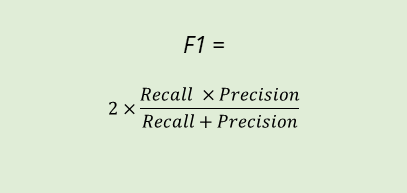 F1 =
2 × Recall × Precision / Recall + Precision